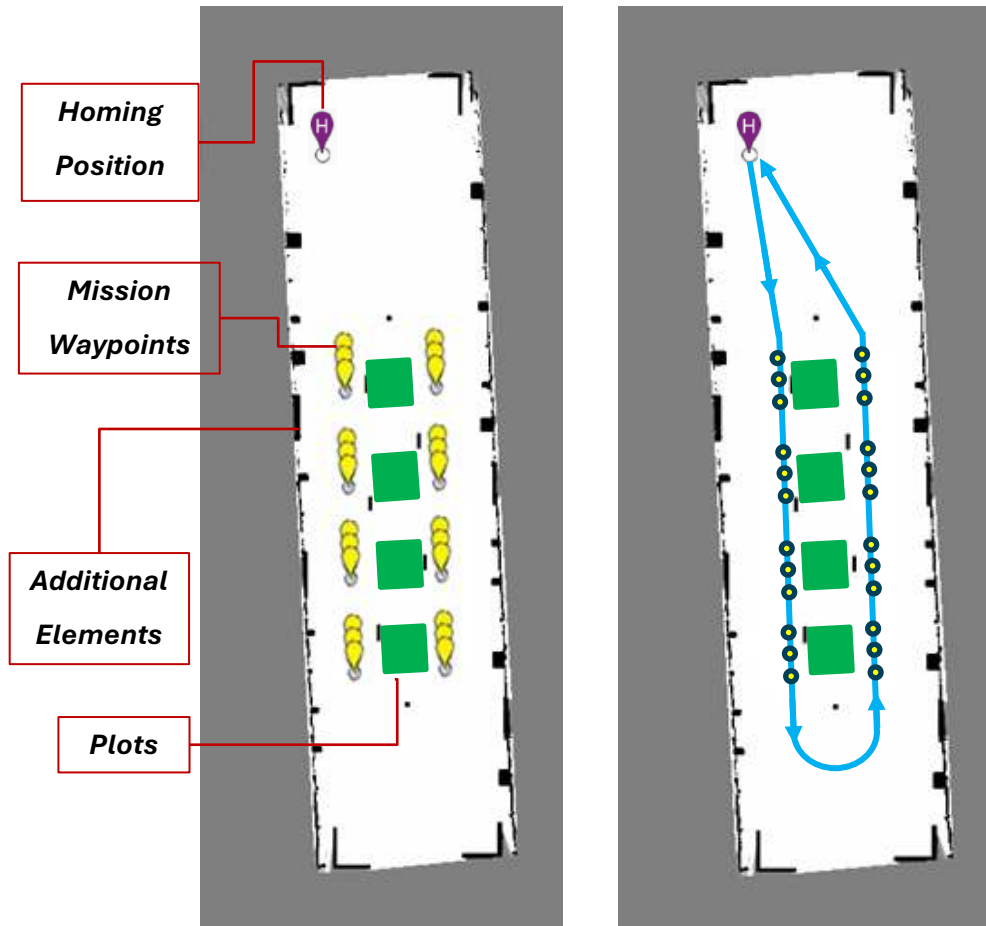 Homing
Position
H
H
Mission
Waypoints
Additional
Elements
Plots